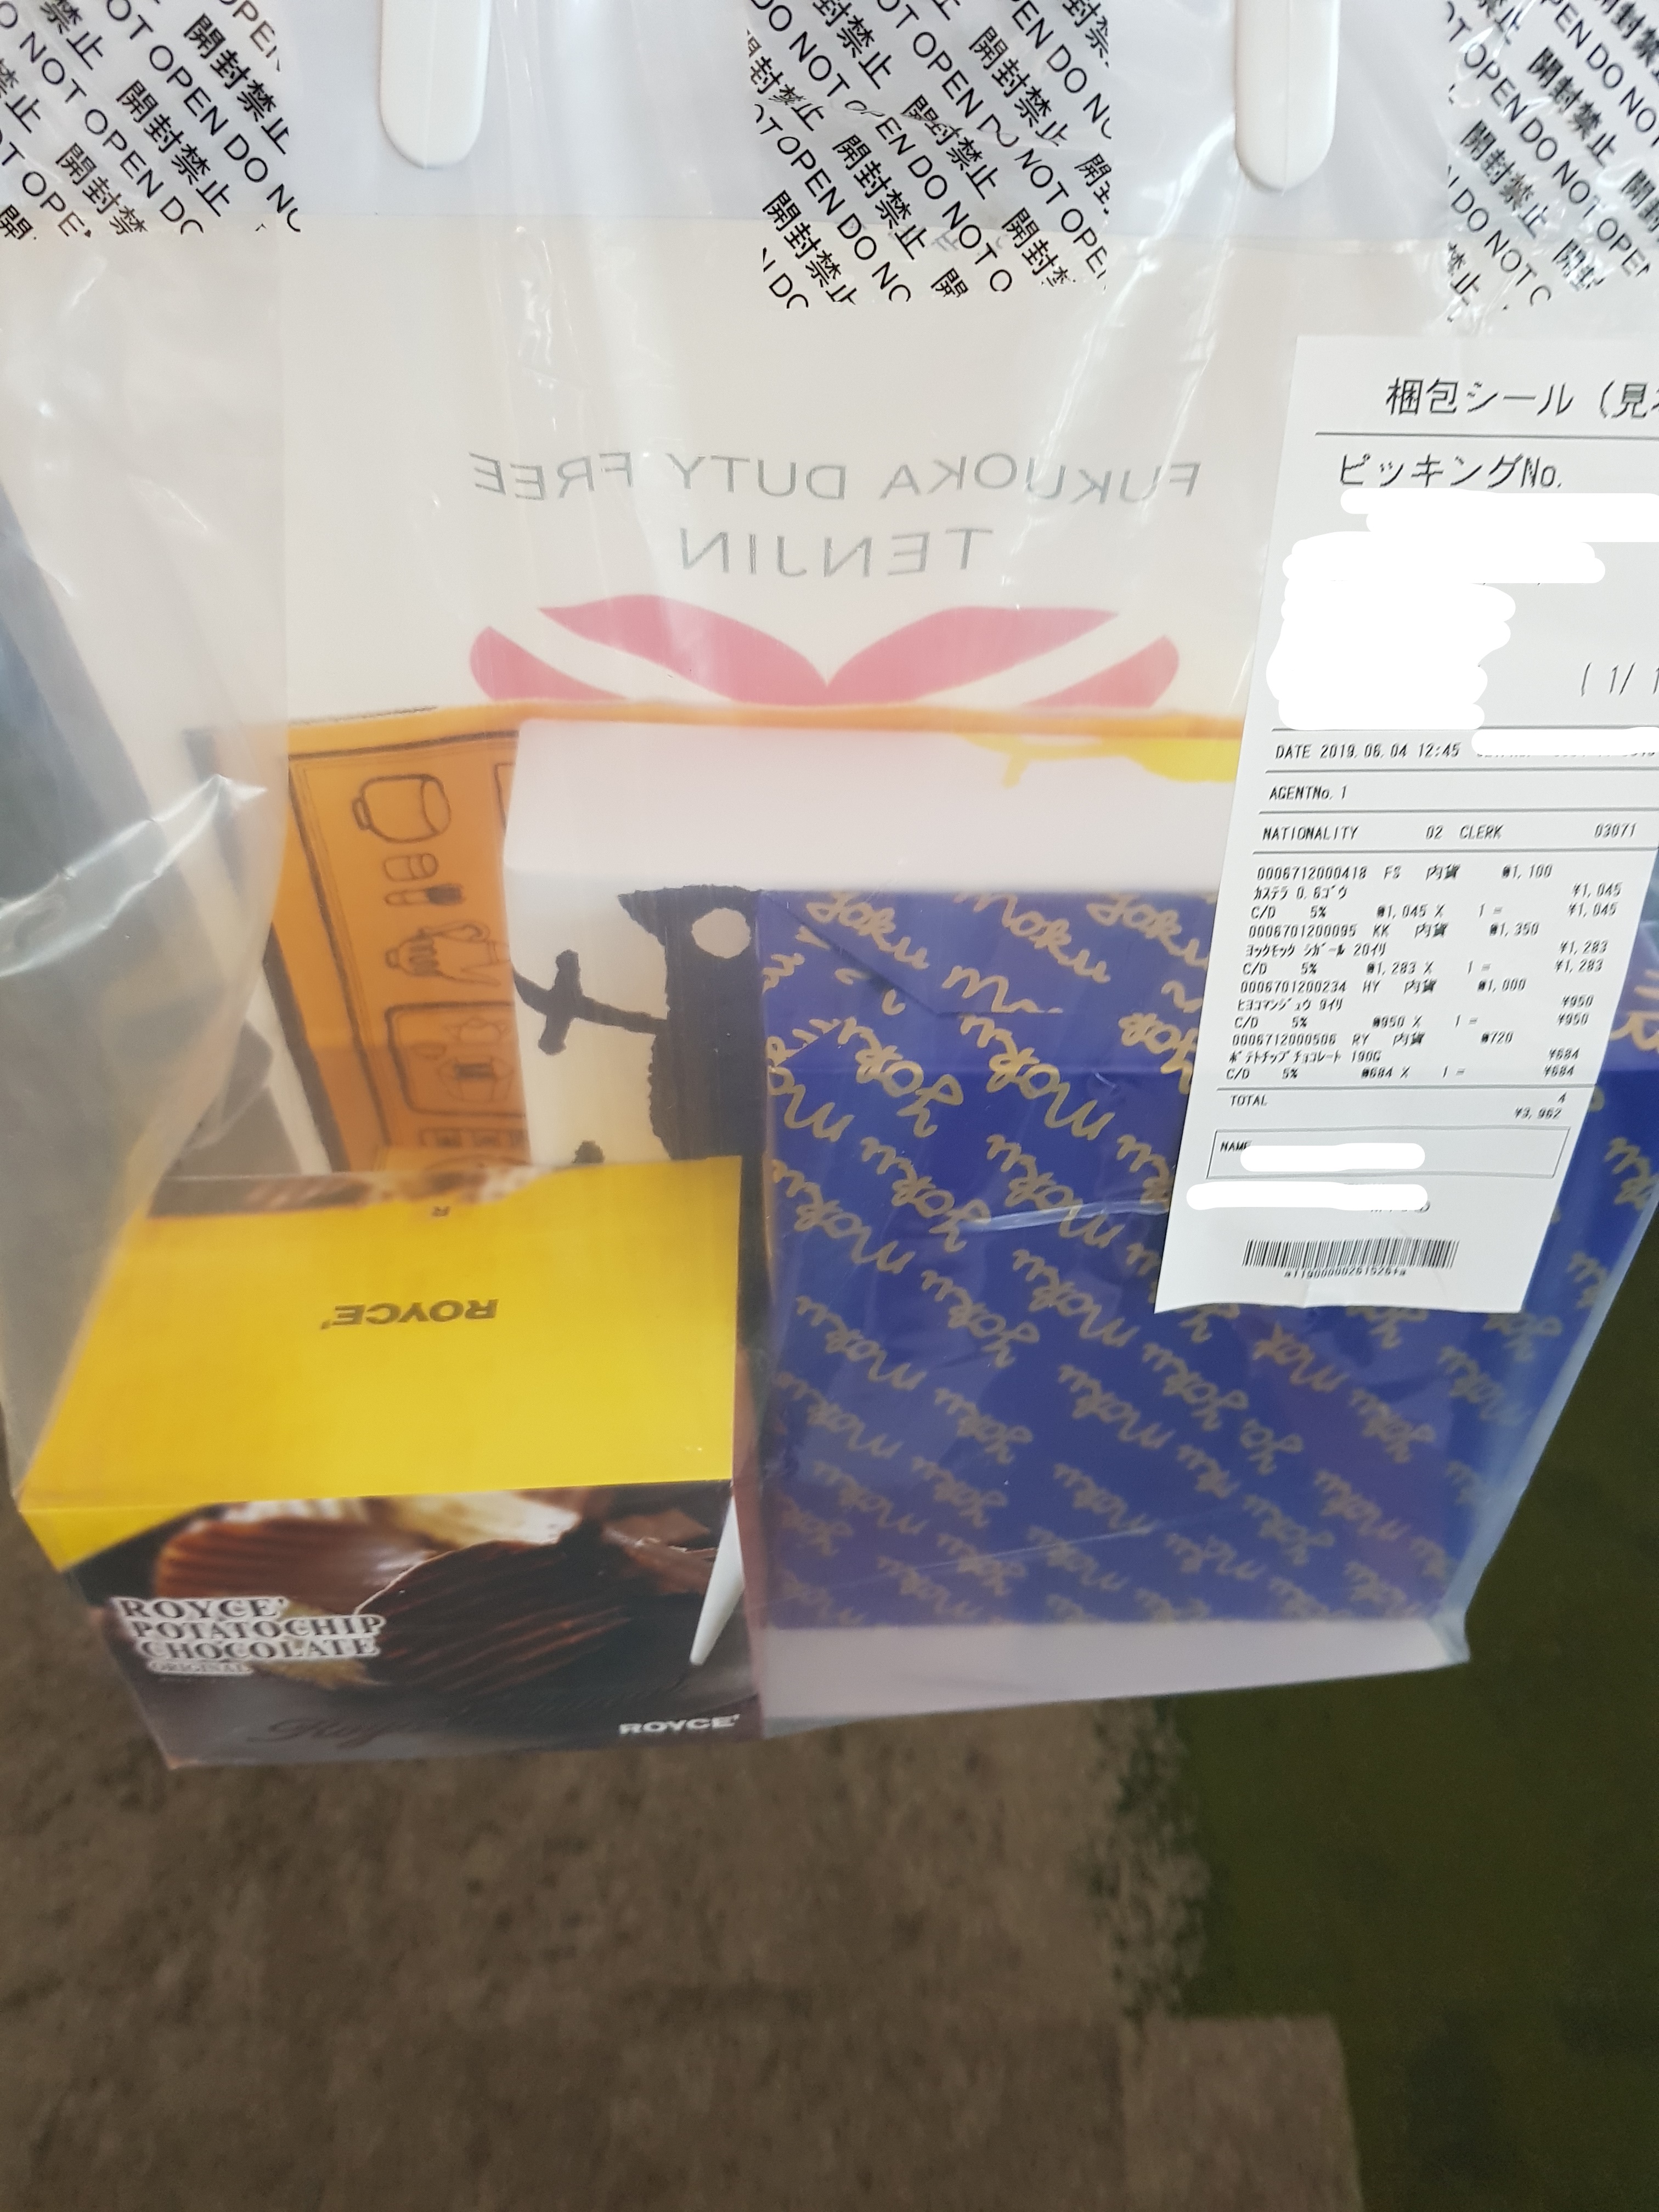 開封禁止 DO NOT OPEN
FUKUOKA DUTY FREE
TENJIN
梱包シール（見
ピッキングNo.
( 1/ 1
DATE 2019.06.04 12:45
AGENTNo. 1
NATIONALITY 02 CLERK 03071
0006712000418 FS 内貨 @1,100
カステラ 0.6ゴウ ¥1,045
C/D 5% @1,045 X 1 = ¥1,045
0006701200095 KK 内貨 @1,350
ヨックモック シガール 20イリ ¥1,283
C/D 5% @1,283 X 1 = ¥1,283
0006701200234 HY 内貨 @1,000
ヒヨコマンジュウ 9イリ ¥950
C/D 5% @950 X 1 = ¥950
0006712000506 RY 内貨 @720
ポテトチップチョコレート 190G ¥684
C/D 5% @684 X 1 = ¥684
TOTAL 4
¥3,962
NAME
Yoku Moku
ROYCE'
ROYCE'
POTATOCHIP
CHOCOLATE
ORIGINAL
ROYCE'